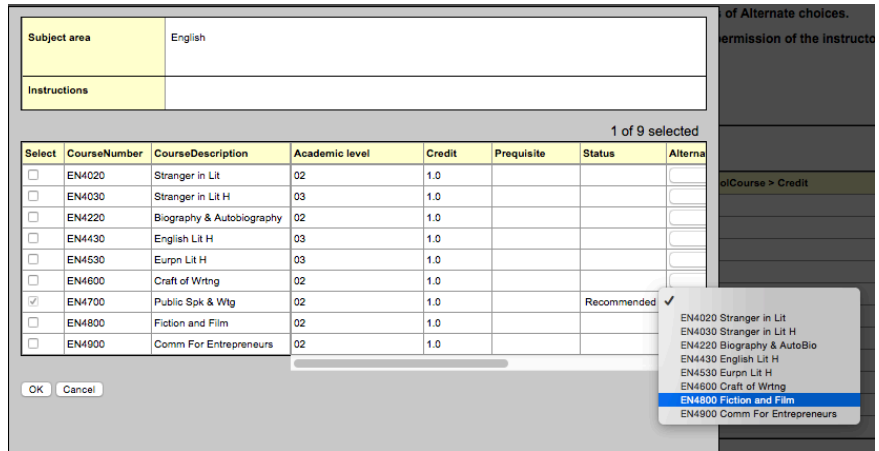 of Alternate choices.
Subject area English
ermission of the instructo
Instructions
1 of 9 selected
Select CourseNumber CourseDescription Academic level Credit Prequisite Status Alterna
EN4020 Stranger in Lit 02 1.0
olCourse > Credit
EN4030 Stranger in Lit H 03 1.0
EN4220 Biography & Autobiography 02 1.0
EN4430 English Lit H 03 1.0
EN4530 Eurpn Lit H 03 1.0
EN4600 Craft of Wrtng 02 1.0
EN4700 Public Spk & Wtg 02 1.0 Recommended
EN4800 Fiction and Film 02 1.0
EN4900 Comm For Entrepreneurs 02 1.0
EN4020 Stranger in Lit
EN4030 Stranger in Lit H
EN4220 Biography & AutoBio
EN4430 English Lit H
EN4530 Eurpn Lit H
EN4600 Craft of Wrtng
EN4800 Fiction and Film
EN4900 Comm For Entrepreneurs
OK Cancel